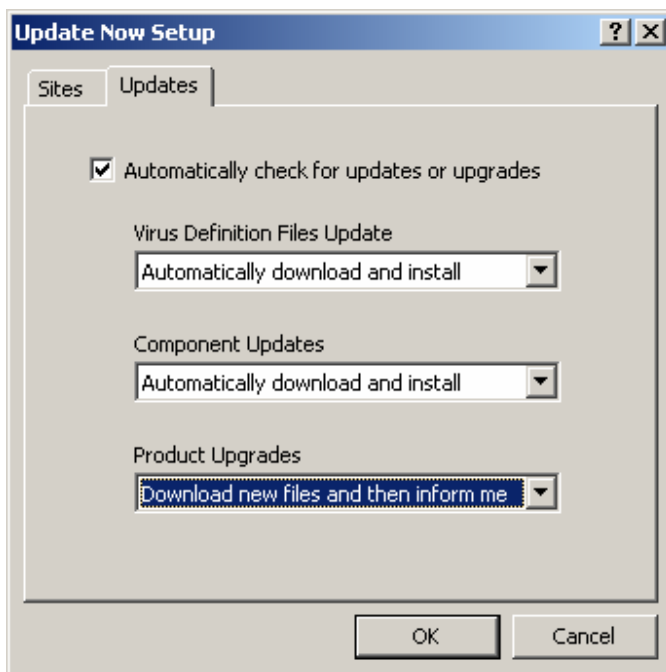 Update Now Setup
Sites
Updates
Automatically check for updates or upgrades
Virus Definition Files Update
Automatically download and install
Component Updates
Automatically download and install
Product Upgrades
Download new files and then inform me
OK
Cancel